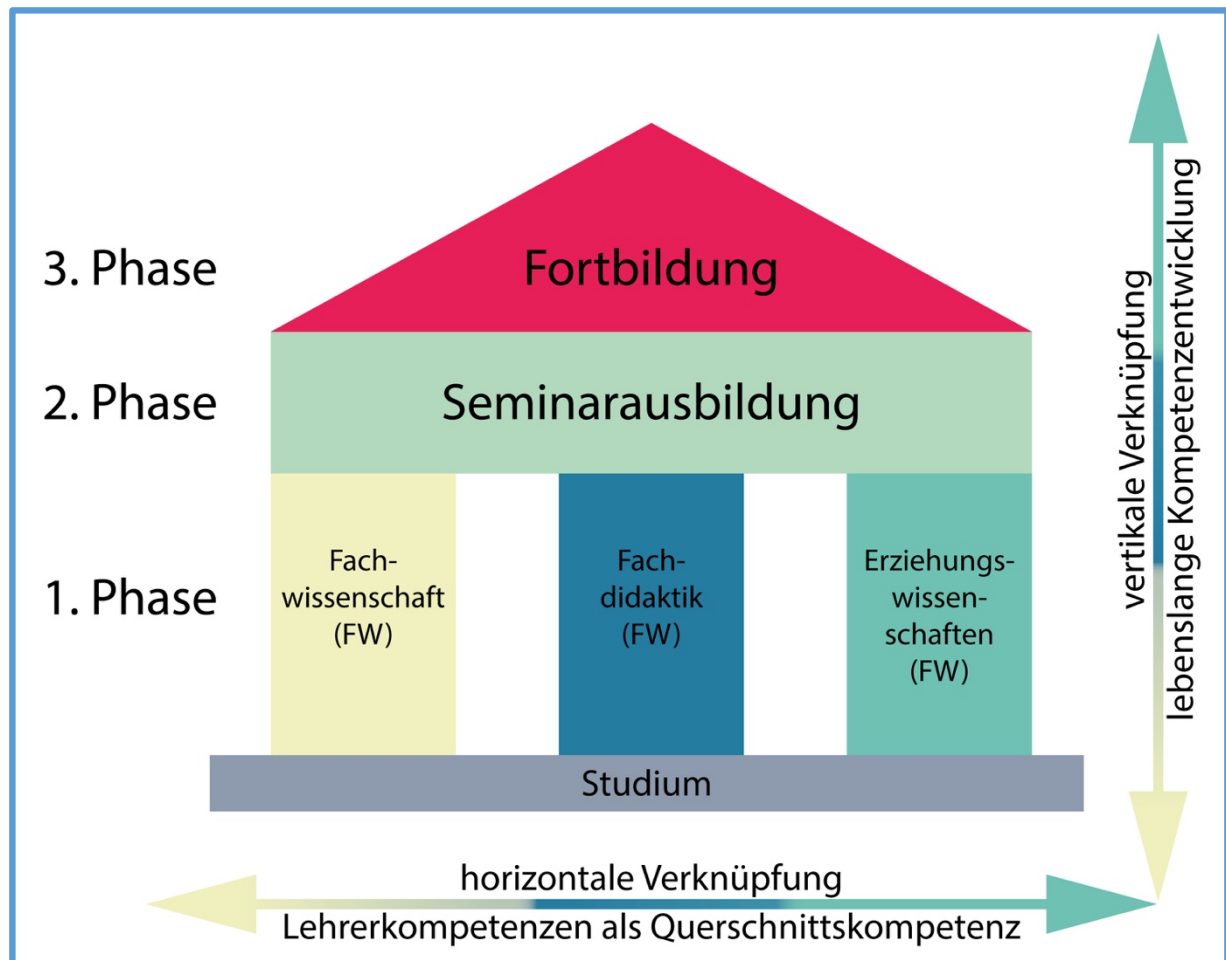 3. Phase
Fortbildung
2. Phase
Seminarausbildung
1. Phase
Fach-
wissenschaft
(FW)
Fach-
didaktik
(FW)
Erziehungs-
wissen-
schaften
(FW)
Studium
horizontale Verknüpfung
Lehrerkompetenzen als Querschnittskompetenz
vertikale Verknüpfung
lebenslange Kompetenzentwicklung